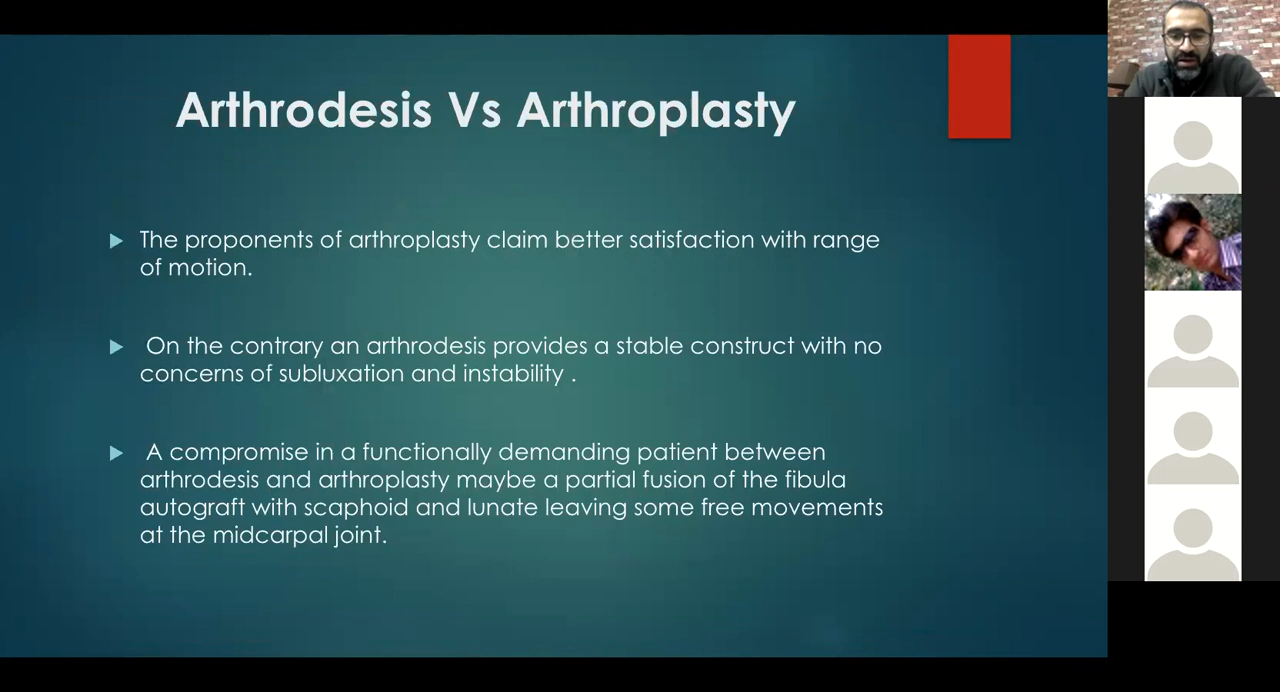 Arthrodesis Vs Arthroplasty
The proponents of arthroplasty claim better satisfaction with range
of motion.
On the contrary an arthrodesis provides a stable construct with no
concerns of subluxation and instability .
A compromise in a functionally demanding patient between
arthrodesis and arthroplasty maybe a partial fusion of the fibula
autograft with scaphoid and lunate leaving some free movements
at the midcarpal joint.